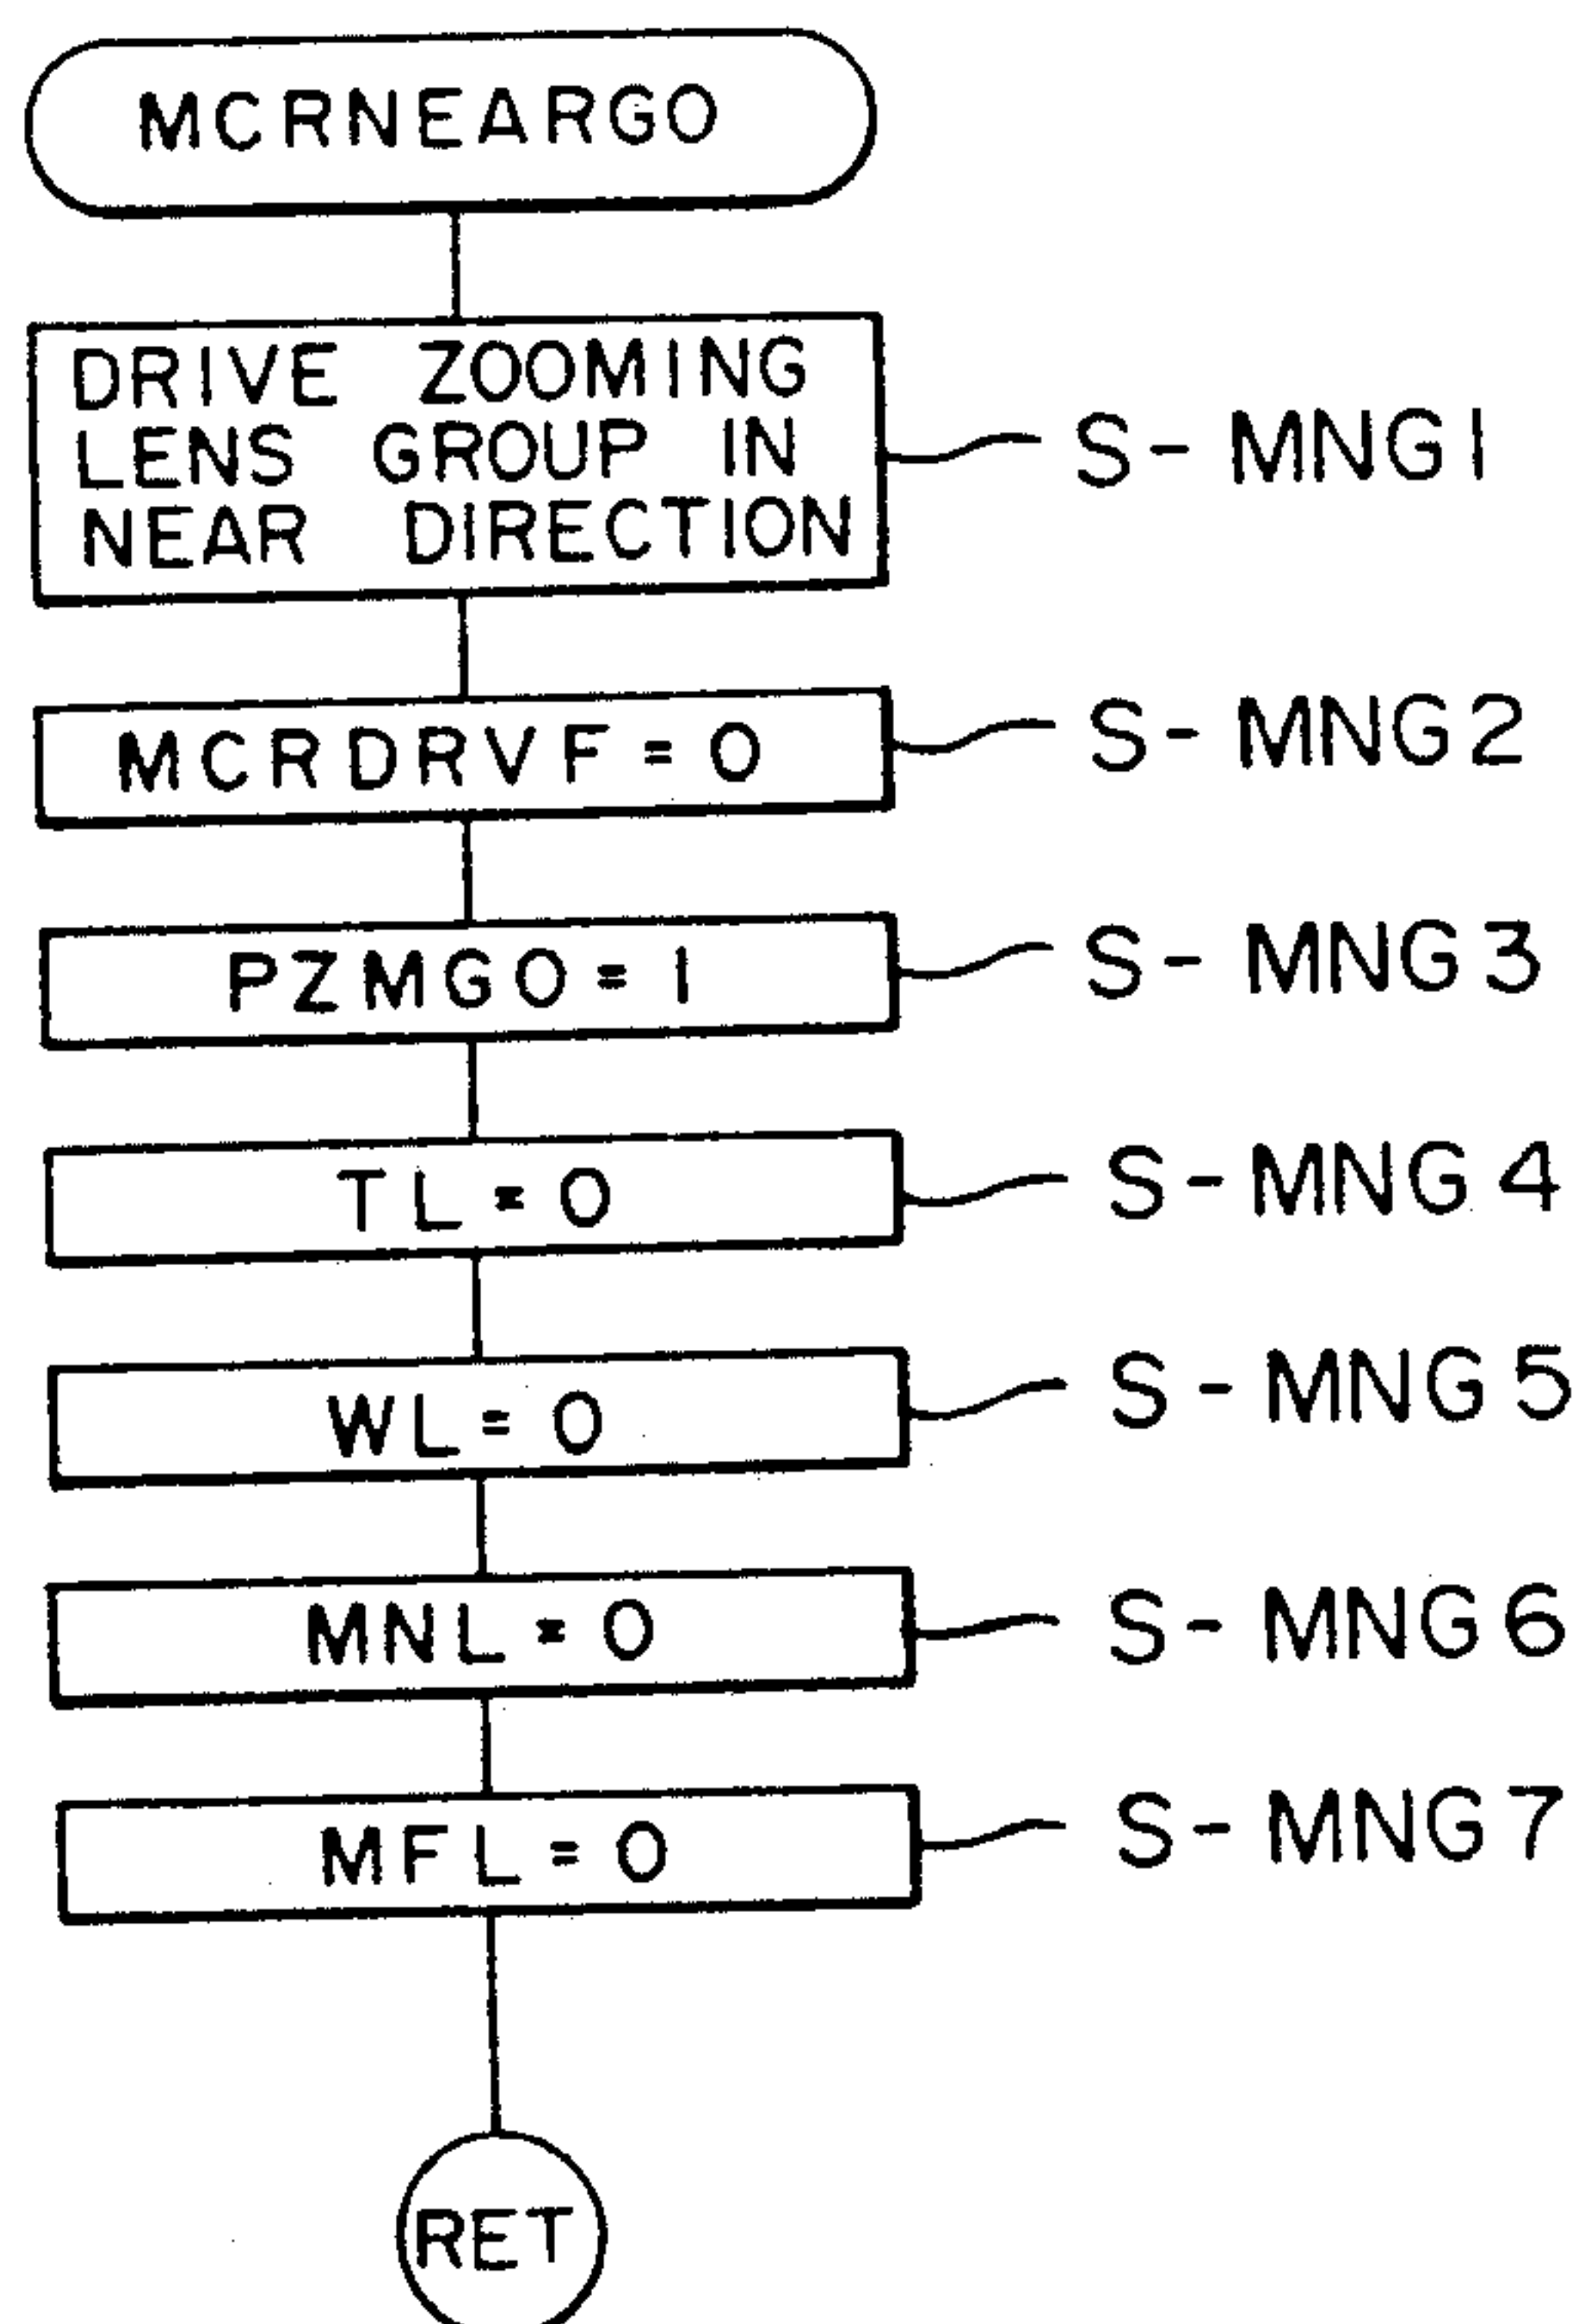 MCRNEARGO
DRIVE ZOOMING
LENS GROUP IN
NEAR DIRECTION
S-MNG1
MCRDRVF=0
S-MNG2
PZMGO=1
S-MNG3
TL=0
S-MNG4
WL=0
S-MNG5
MNL=0
S-MNG6
MFL=0
S-MNG7
RET